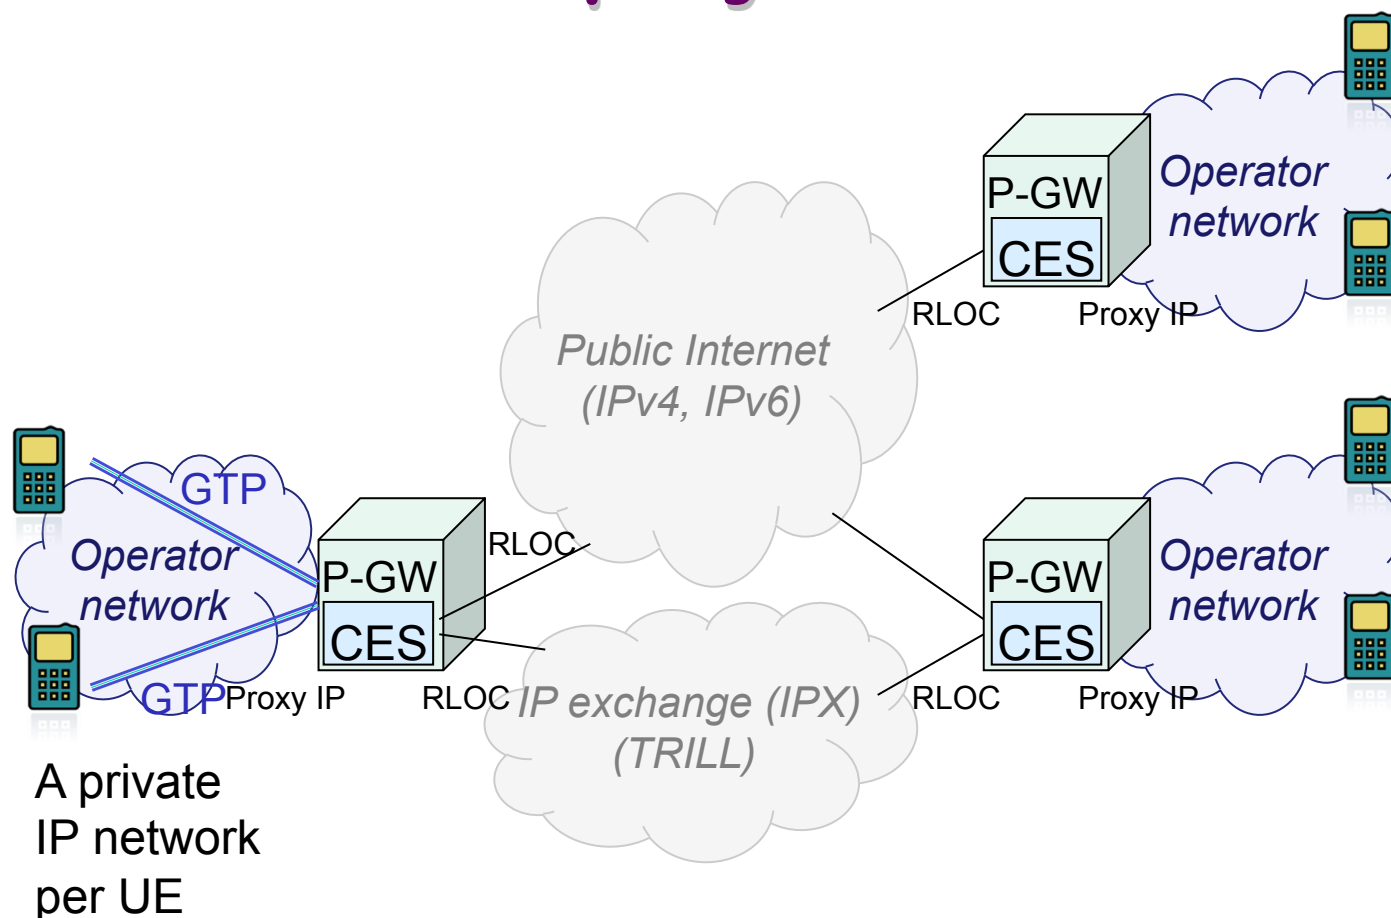 P-GW
CES
Operator
network
RLOC
Proxy IP
Public Internet
(IPv4, IPv6)
GTP
Operator
network
GTP
Proxy IP
P-GW
CES
RLOC
RLOC
IP exchange (IPX)
(TRILL)
P-GW
CES
Operator
network
RLOC
Proxy IP
A private
IP network
per UE